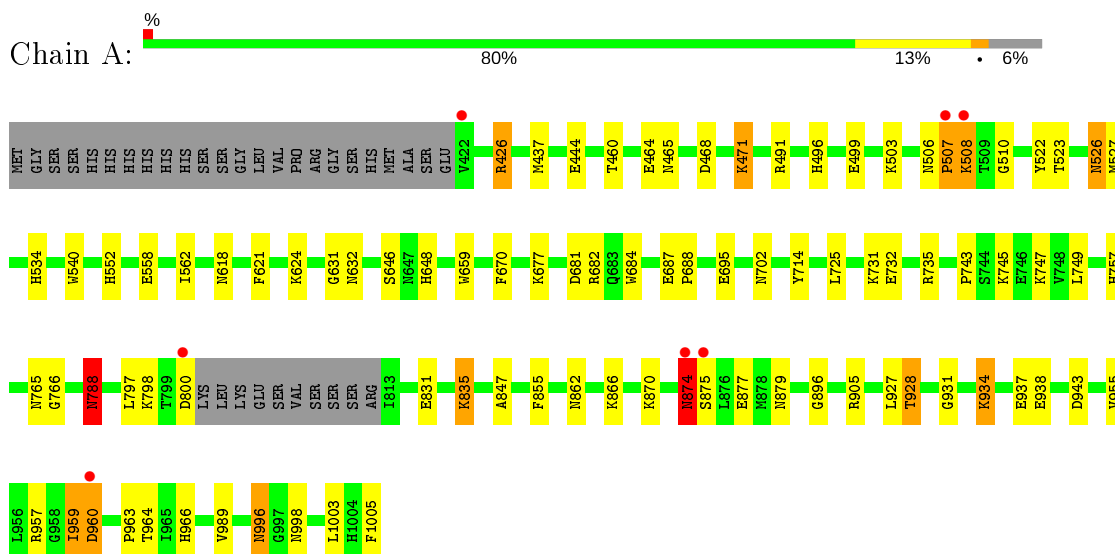 %
Chain A:
80% 13% • 6%
MET GLY SER SER HIS HIS HIS HIS HIS HIS SER SER GLY LEU VAL PRO ARG GLY SER HIS MET ALA SER GLU V422 R426 M437 E444 T460 E464 N465 D468 K471 R491 H496 E499 K503 N506 P507 K508 T509 G510 Y522 T523 N526 M527
H534 W540 H552 E558 I562 N618 F621 K624 G631 N632 S646 N647 H648 W659 F670 K677 D681 R682 Q683 W684 E687 P688 E695 N702 Y714 L725 K731 E732 R735 P743 S744 K745 E746 K747 V748 L749 H757
N765 G766 N788 L797 K798 T799 D800 LYS LEU LYS GLU SER VAL SER SER SER ARG I813 E831 K835 A847 F855 N862 K866 K870 N874 S875 L876 E877 M878 N879 G896 R905 L927 T928 G931 K934 E937 E938 D943 V955
L956 R957 G958 I959 D960 P963 T964 I965 H966 V989 N996 G997 N998 L1003 H1004 F1005